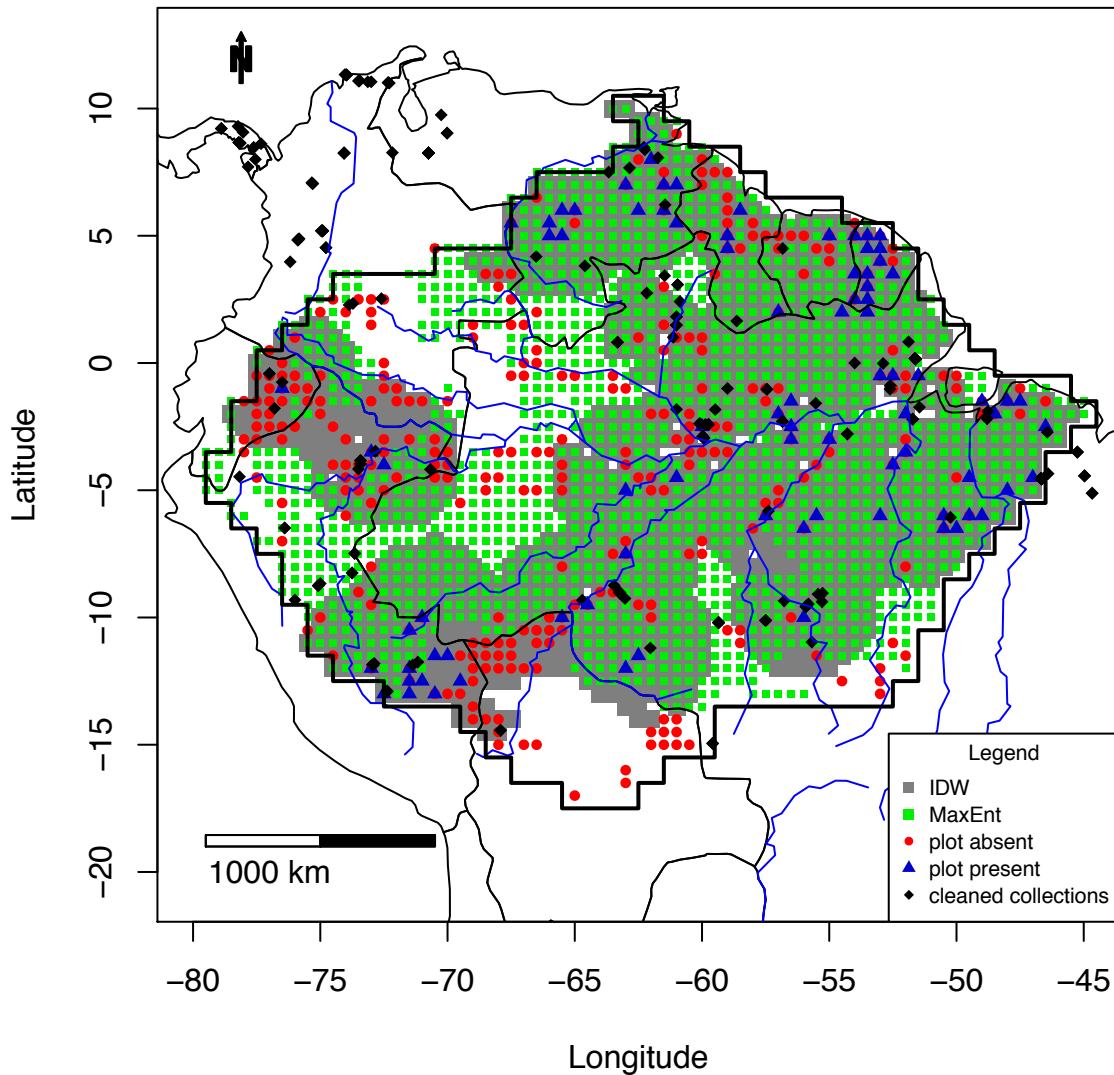 N
Latitude
10
5
0
−5
−10
−15
−20
1000 km
Legend
IDW
MaxEnt
plot absent
plot present
cleaned collections
−80 −75 −70 −65 −60 −55 −50 −45
Longitude